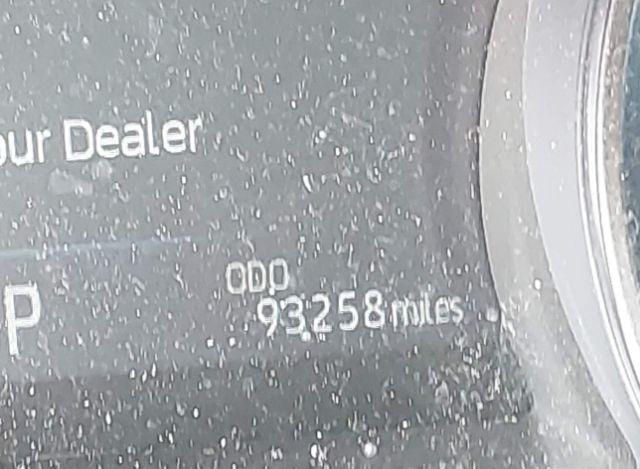 our Dealer
P
ODO
93258 miles